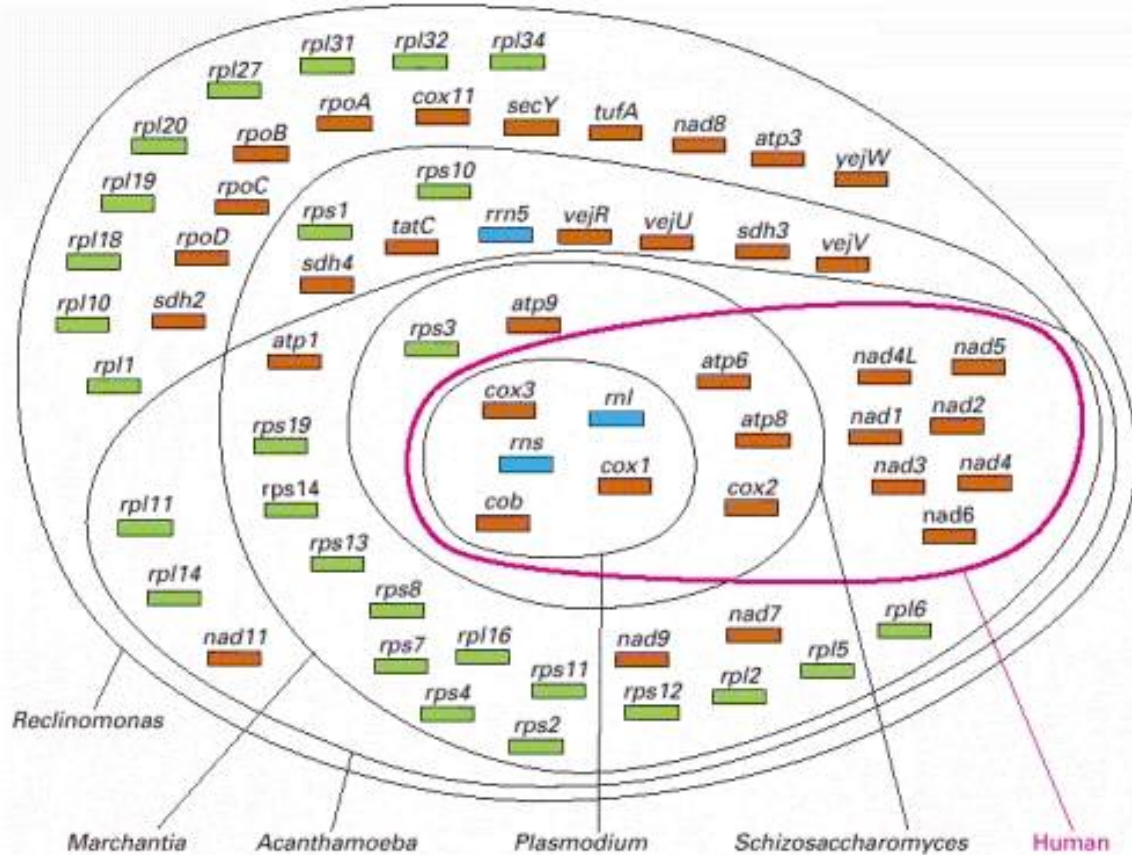 rpl31 rpl32 rpl34
rpl27
rpoA cox11 secY tufA nad8 atp3 yejW
rpl20 rpoB
rpl19 rpoC rps10
rps1 tatC rrn5 vejR vejU sdh3 vejV
rpl18 rpoD sdh4
rpl10 sdh2
rpl1 atp1 rps3 atp9
atp6 nad4L nad5
cox3 rnl
rps19 atp8 nad1 nad2
rns cox1 nad3 nad4
rpl11 rps14 cob cox2 nad6
rps13
rpl14 rps8
nad11 rps7 rpl16 nad9 nad7 rpl6
rps4 rps11 rps12 rpl2 rpl5
rps2
Reclinomonas
Marchantia Acanthamoeba Plasmodium Schizosaccharomyces Human